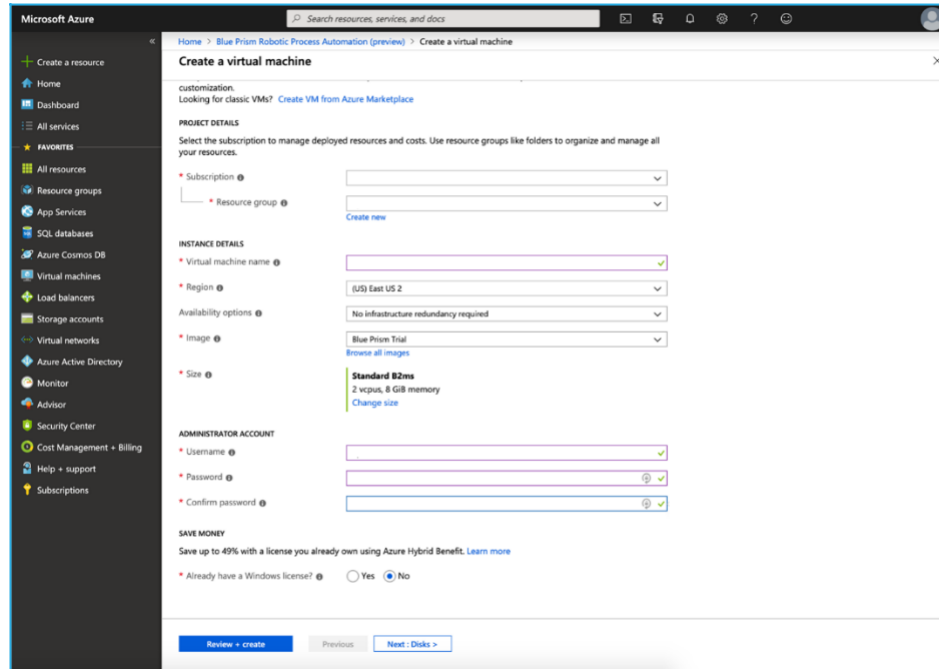 Microsoft Azure
Search resources, services, and docs
«
Create a resource
Home
Dashboard
All services
FAVORITES
All resources
Resource groups
App Services
SQL databases
Azure Cosmos DB
Virtual machines
Load balancers
Storage accounts
Virtual networks
Azure Active Directory
Monitor
Advisor
Security Center
Cost Management + Billing
Help + support
Subscriptions
Home > Blue Prism Robotic Process Automation (preview) > Create a virtual machine
Create a virtual machine
customization.
Looking for classic VMs? Create VM from Azure Marketplace
PROJECT DETAILS
Select the subscription to manage deployed resources and costs. Use resource groups like folders to organize and manage all
your resources.
* Subscription
* Resource group
Create new
INSTANCE DETAILS
* Virtual machine name
* Region
(US) East US 2
Availability options
No infrastructure redundancy required
* Image
Blue Prism Trial
Browse all images
* Size
Standard B2ms
2 vcpus, 8 GiB memory
Change size
ADMINISTRATOR ACCOUNT
* Username
* Password
* Confirm password
SAVE MONEY
Save up to 49% with a license you already own using Azure Hybrid Benefit. Learn more
* Already have a Windows license?
Yes No
Review + create
Previous
Next : Disks >